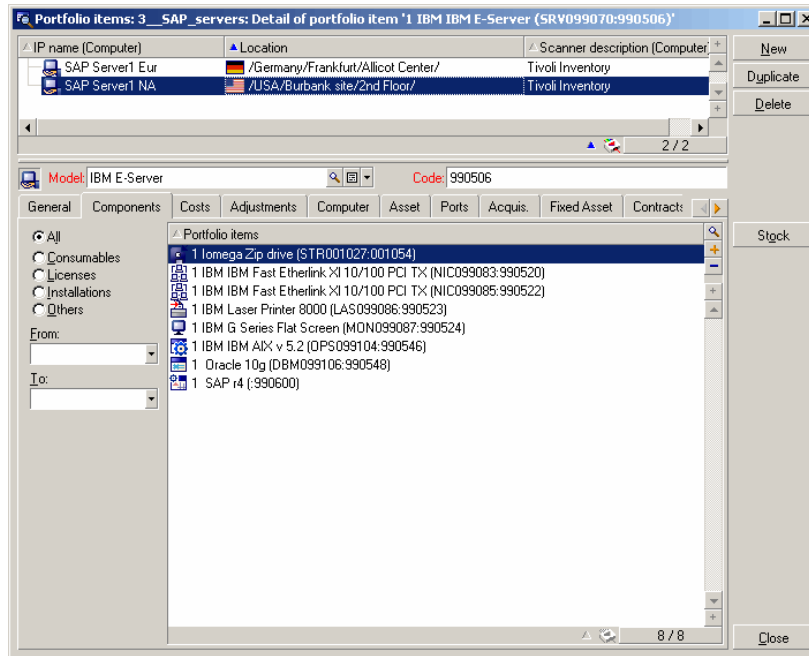 Portfolio items: 3__SAP_servers: Detail of portfolio item '1 IBM IBM E-Server (SRV099070:990506)'
IP name (Computer) Location Scanner description (Computer)
SAP Server1 Eur /Germany/Frankfurt/Allicot Center/ Tivoli Inventory
SAP Server1 NA /USA/Burbank site/2nd Floor/ Tivoli Inventory
2 / 2
New
Duplicate
Delete
Model: IBM E-Server Code: 990506
General Components Costs Adjustments Computer Asset Ports Acquis. Fixed Asset Contracts
All
Consumables
Licenses
Installations
Others
From:
To:
Portfolio items
1 Iomega Zip drive (STR001027:001054)
1 IBM IBM Fast Etherlink XI 10/100 PCI TX (NIC099083:990520)
1 IBM IBM Fast Etherlink XI 10/100 PCI TX (NIC099085:990522)
1 IBM Laser Printer 8000 (LAS099086:990523)
1 IBM G Series Flat Screen (MON099087:990524)
1 IBM IBM AIX v 5.2 (OPS099104:990546)
1 Oracle 10g (DBM099106:990548)
1 SAP r4 (:990600)
8 / 8
Stock
Close